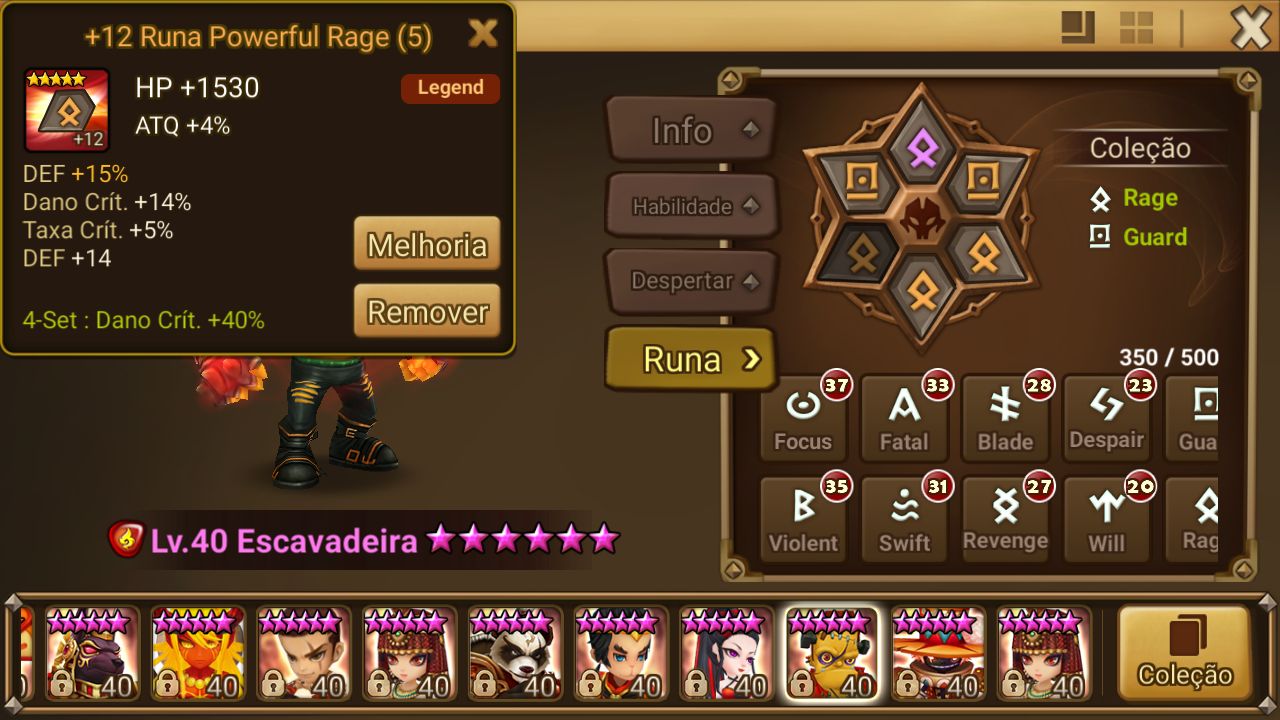 +12 Runa Powerful Rage (5)
HP +1530
Legend
ATQ +4%
+12
DEF +15%
Dano Crít. +14%
Taxa Crít. +5%
DEF +14
Melhoria
4-Set : Dano Crít. +40%
Remover
Info
Habilidade
Despertar
Runa
Coleção
Rage
Guard
350 / 500
37
33
28
23
Focus
Fatal
Blade
Despair
Gua
35
31
27
20
Violent
Swift
Revenge
Will
Rag
Lv.40 Escavadeira
40
40
40
40
40
40
40
40
40
40
Coleção